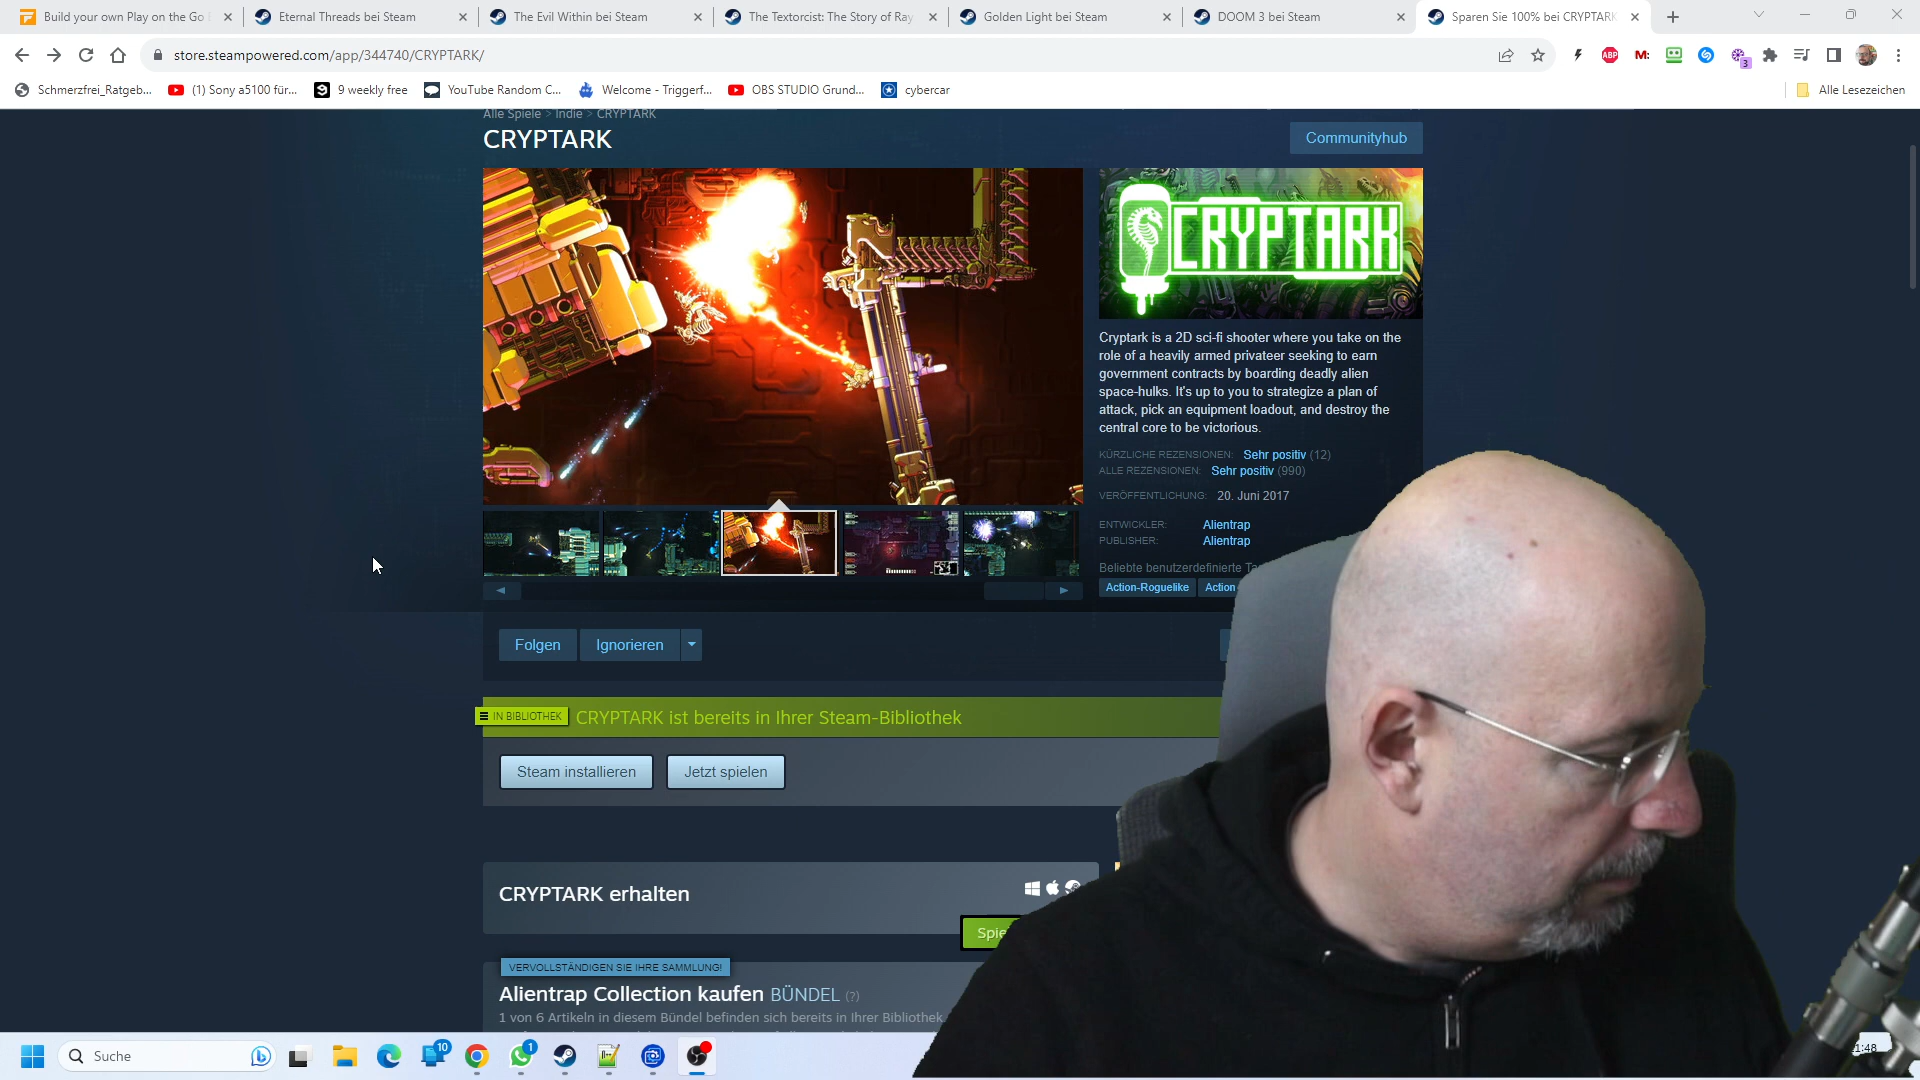 Build your own Play on the Go
Eternal Threads bei Steam
The Evil Within bei Steam
The Textorcist: The Story of Ray
Golden Light bei Steam
DOOM 3 bei Steam
Sparen Sie 100% bei CRYPTARK
store.steampowered.com/app/344740/CRYPTARK/
ABP
M:
3
Schmerzfrei_Ratgeb...
(1) Sony a5100 für...
9 weekly free
YouTube Random C...
Welcome - Triggerf...
OBS STUDIO Grund...
cybercar
Alle Lesezeichen
Alle Spiele > Indie > CRYPTARK
CRYPTARK
Communityhub
CRYPTARK
Cryptark is a 2D sci-fi shooter where you take on the
role of a heavily armed privateer seeking to earn
government contracts by boarding deadly alien
space-hulks. It's up to you to strategize a plan of
attack, pick an equipment loadout, and destroy the
central core to be victorious.
KÜRZLICHE REZENSIONEN: Sehr positiv (12)
ALLE REZENSIONEN: Sehr positiv (990)
VERÖFFENTLICHUNG: 20. Juni 2017
ENTWICKLER: Alientrap
PUBLISHER: Alientrap
Beliebte benutzerdefinierte
Action-Roguelike Action
Folgen
Ignorieren
IN BIBLIOTHEK
CRYPTARK ist bereits in Ihrer Steam-Bibliothek
Steam installieren
Jetzt spielen
CRYPTARK erhalten
VERVOLLSTÄNDIGEN SIE IHRE SAMMLUNG!
Alientrap Collection kaufen BÜNDEL (?)
1 von 6 Artikeln in diesem Bündel befinden sich bereits in Ihrer Bibliothek
Suche
10
1
1:48